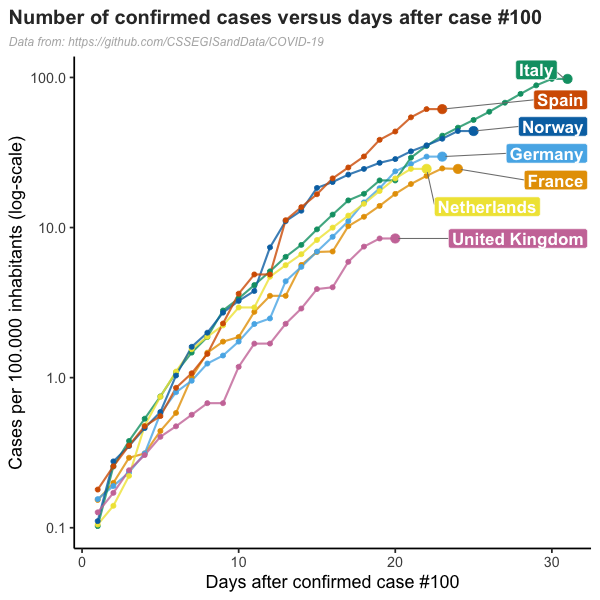 Number of confirmed cases versus days after case #100
Data from: https://github.com/CSSEGISandData/COVID-19
Cases per 100.000 inhabitants (log-scale)
100.0
10.0
1.0
0.1
Italy
Spain
Norway
Germany
France
Netherlands
United Kingdom
0 10 20 30
Days after confirmed case #100